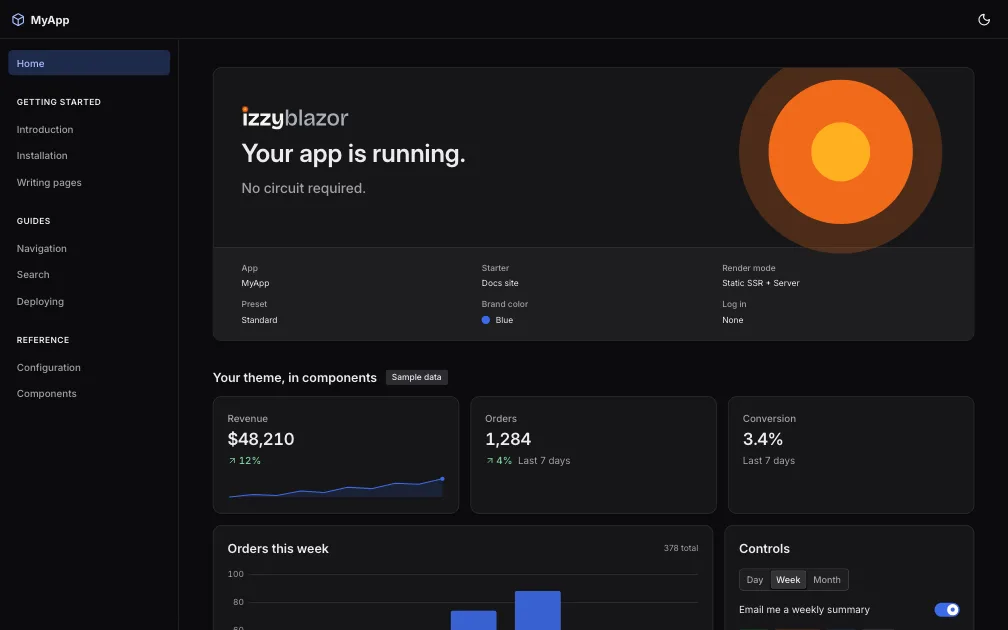 MyApp
Home
GETTING STARTED
Introduction
Installation
Writing pages
GUIDES
Navigation
Search
Deploying
REFERENCE
Configuration
Components
izzyblazor
Your app is running.
No circuit required.
App
MyApp
Starter
Docs site
Render mode
Static SSR + Server
Preset
Standard
Brand color
Blue
Log in
None
Your theme, in components
Sample data
Revenue
$48,210
12%
Orders
1,284
4% Last 7 days
Conversion
3.4%
Last 7 days
Orders this week
378 total
100
80
Controls
Day Week Month
Email me a weekly summary